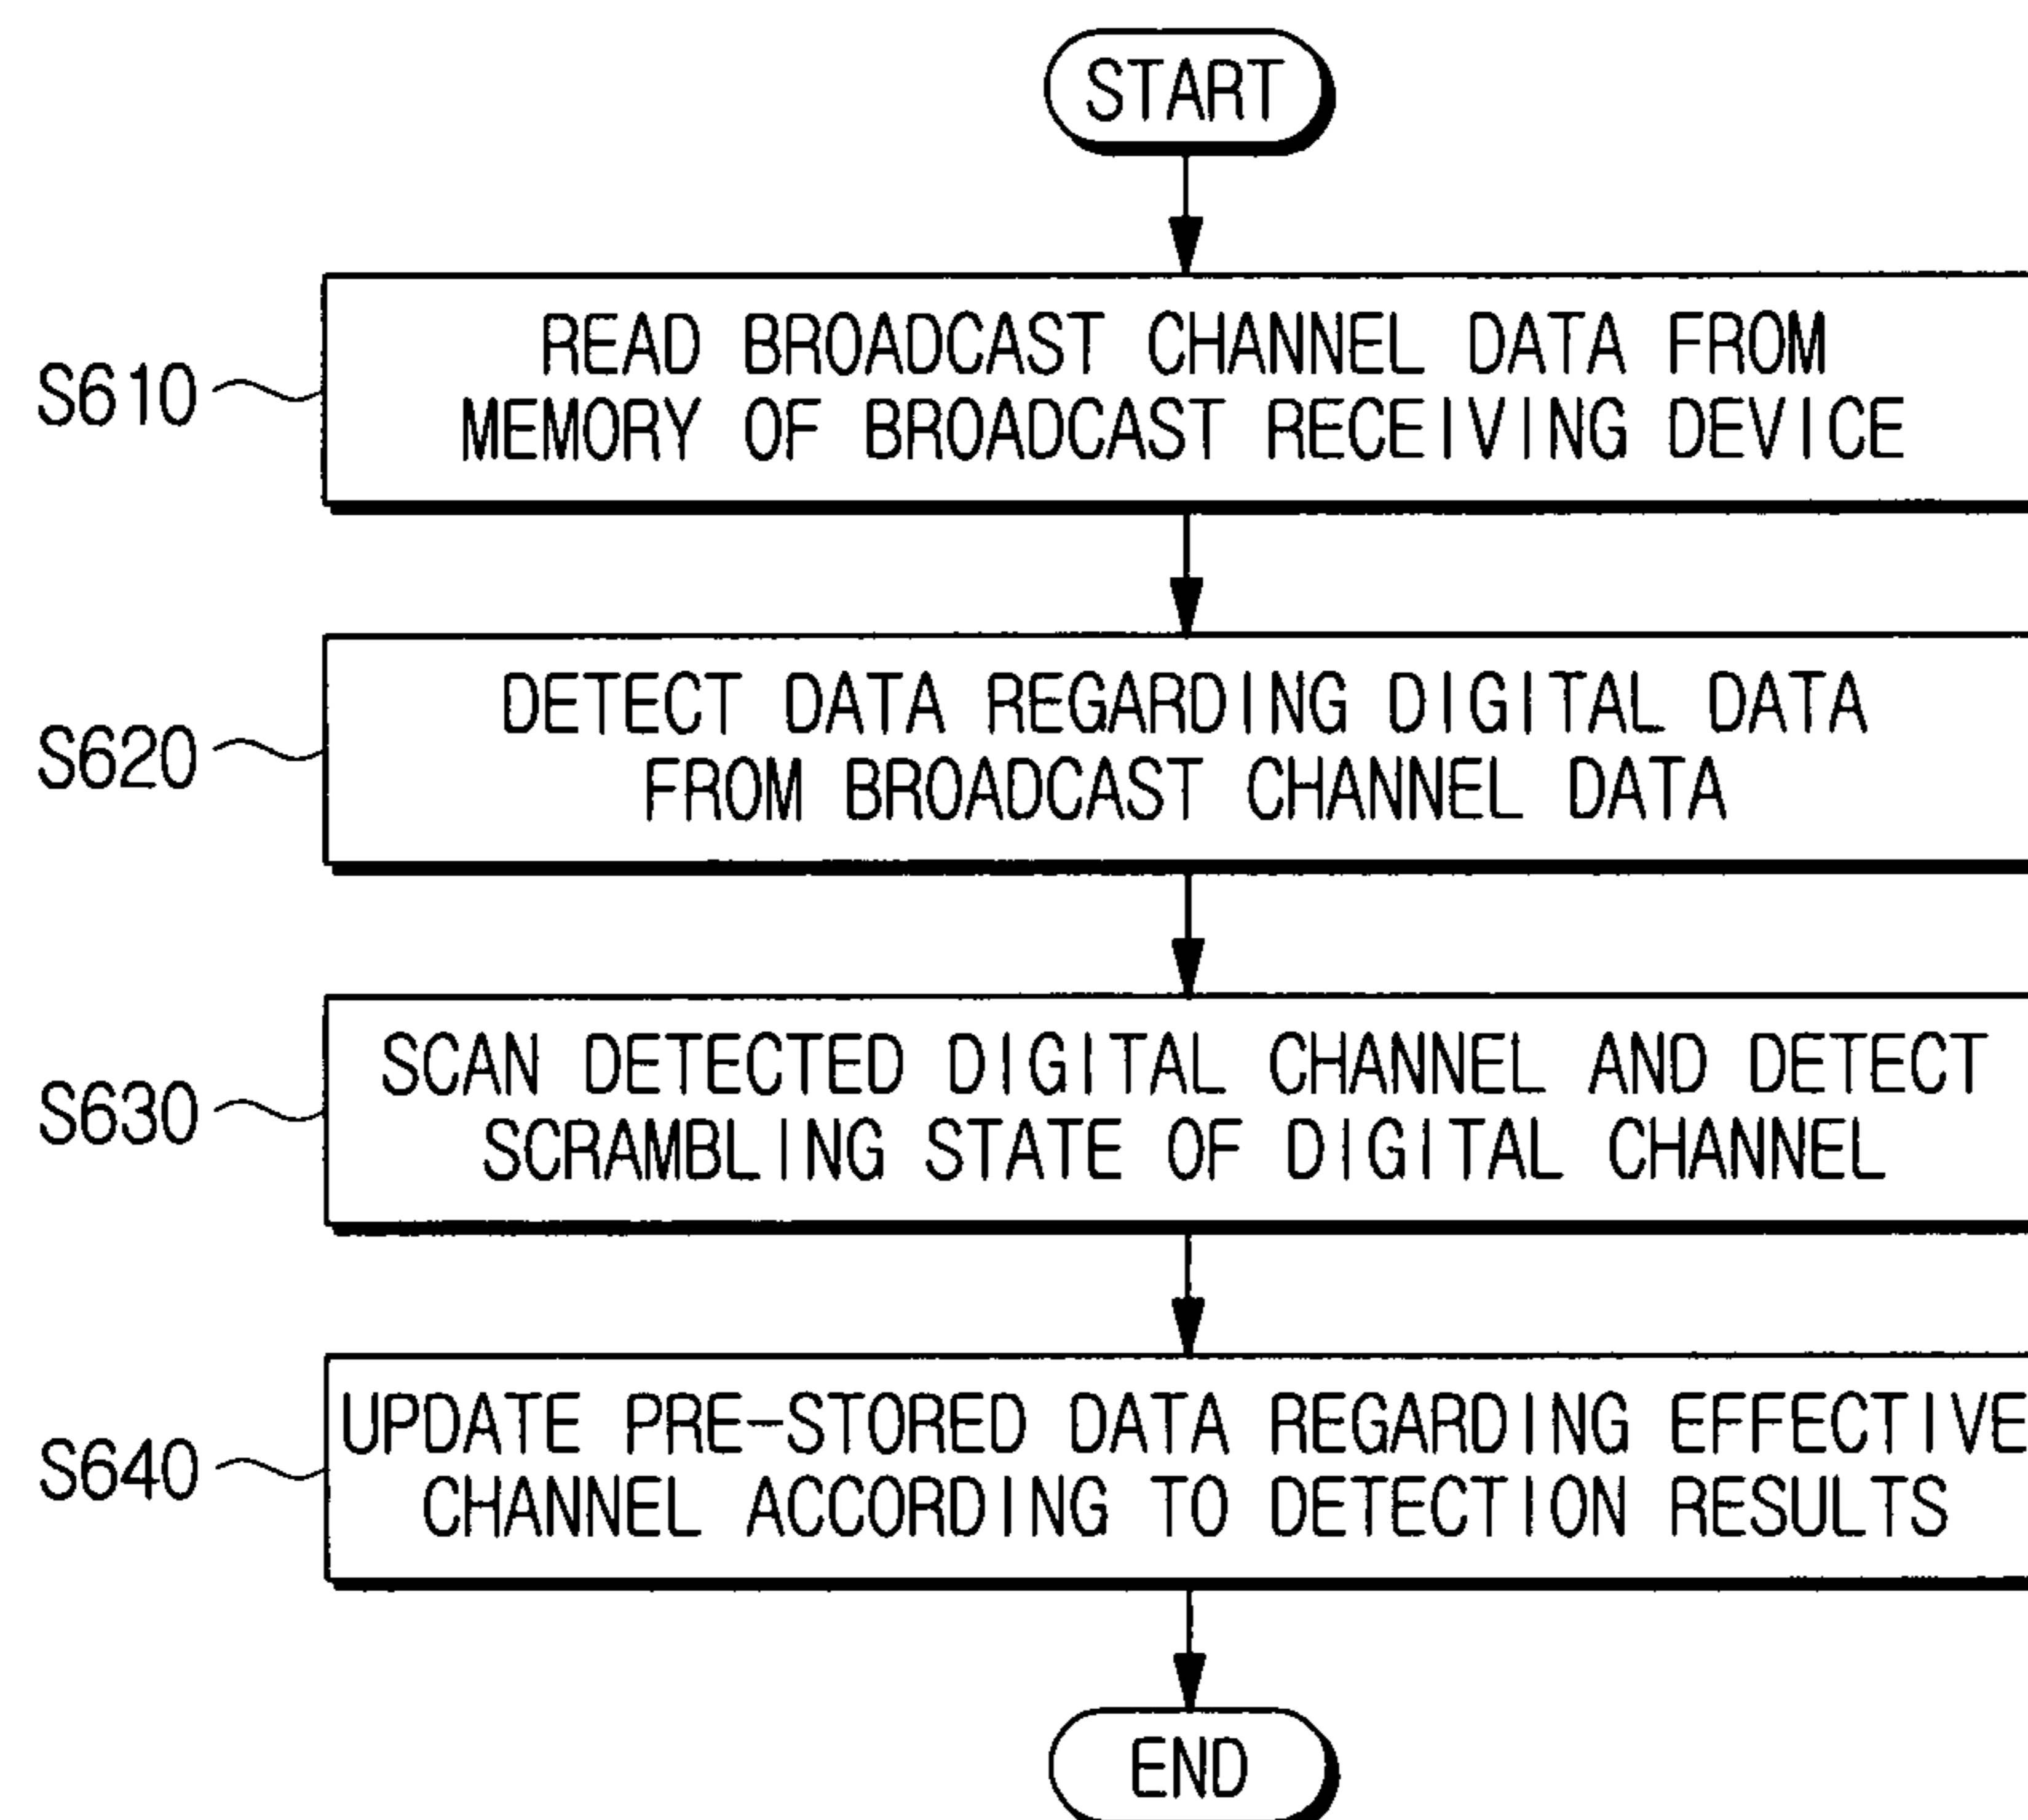 START
S610
READ BROADCAST CHANNEL DATA FROM
MEMORY OF BROADCAST RECEIVING DEVICE
S620
DETECT DATA REGARDING DIGITAL DATA
FROM BROADCAST CHANNEL DATA
S630
SCAN DETECTED DIGITAL CHANNEL AND DETECT
SCRAMBLING STATE OF DIGITAL CHANNEL
S640
UPDATE PRE-STORED DATA REGARDING EFFECTIVE
CHANNEL ACCORDING TO DETECTION RESULTS
END